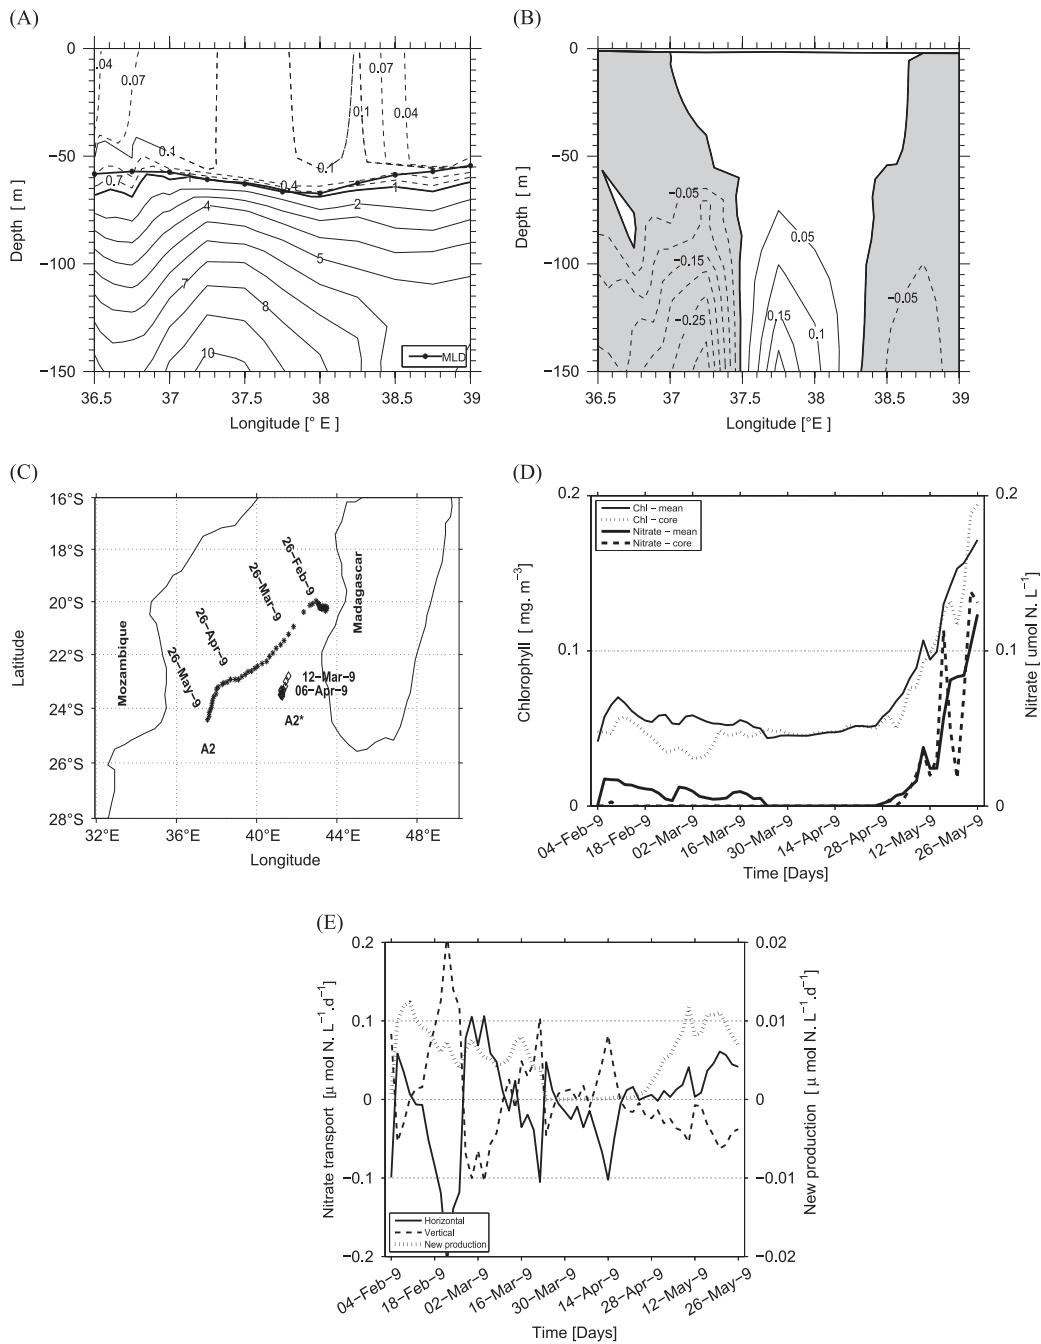 (A)
(B)
0
−50
−100
−150
Depth [ m]
.04
0.07
0.1
0.07
0.04
0.1
0.1
0.7
1
0.4
1
2
4
5
7
8
10
MLD
36.5 37 37.5 38 38.5 39
Longitude [° E ]
0
−50
−100
−150
Depth [ m]
−0.05
−0.15
−0.25
0.05
0.15
0.1
−0.05
36.5 37 37.5 38 38.5 39
Longitude [°E ]
(C)
(D)
16°S
18°S
20°S
22°S
24°S
26°S
28°S
Latitude
26−Feb−9
26−Mar−9
26−Apr−9
26−May−9
Mozambique
Madagascar
12−Mar−9
06−Apr−9
A2*
A2
32°E 36°E 40°E 44°E 48°E
Longitude
0.2
0.1
0
Chlorophyll [ mg. m−3]
Chl − mean
Chl − core
Nitrate − mean
Nitrate − core
0.2
0.1
0
Nitrate [ umol N. L−1]
04−Feb−9
18−Feb−9
02−Mar−9
16−Mar−9
30−Mar−9
14−Apr−9
28−Apr−9
12−May−9
26−May−9
Time [Days]
(E)
0.2
0.1
0
−0.1
−0.2
Nitrate transport [μ mol N. L−1.d−1]
Horizontal
Vertical
New production
0.02
0.01
0
−0.01
−0.02
New production [ μ mol N. L−1.d−1]
04−Feb−9
18−Feb−9
02−Mar−9
16−Mar−9
30−Mar−9
14−Apr−9
28−Apr−9
12−May−9
26−May−9
Time [Days]